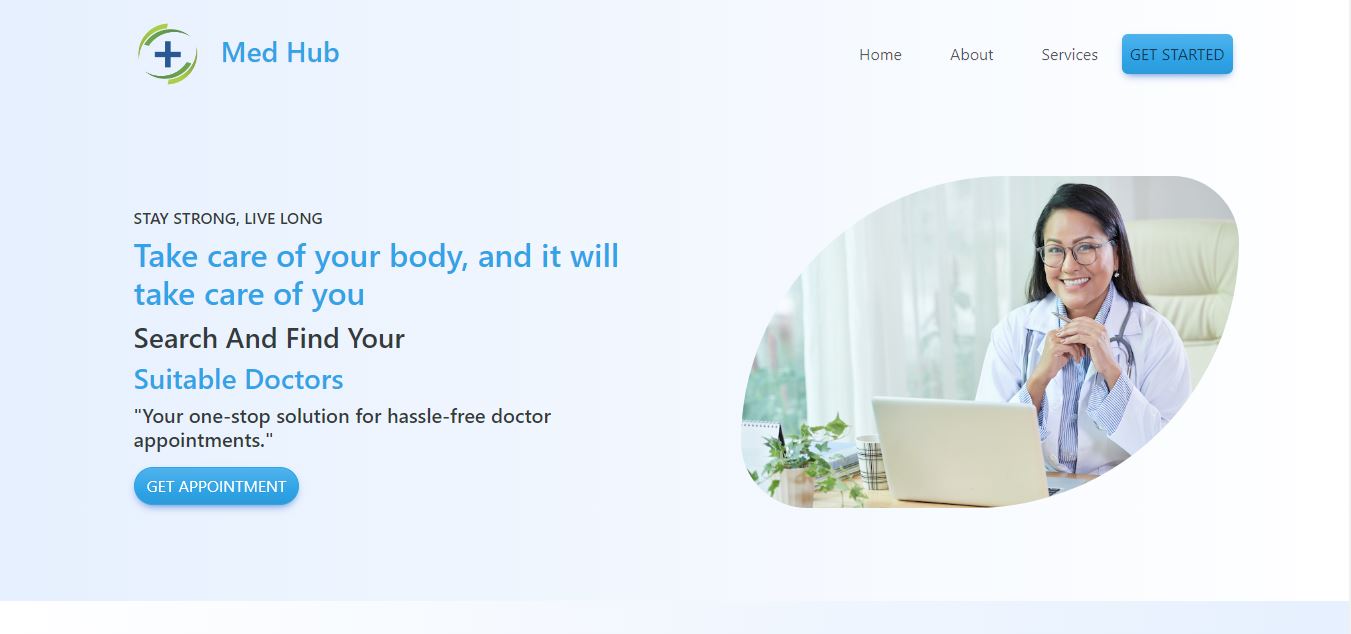 Med Hub
Home
About
Services
GET STARTED
STAY STRONG, LIVE LONG
Take care of your body, and it will
take care of you
Search And Find Your
Suitable Doctors
"Your one-stop solution for hassle-free doctor
appointments."
GET APPOINTMENT